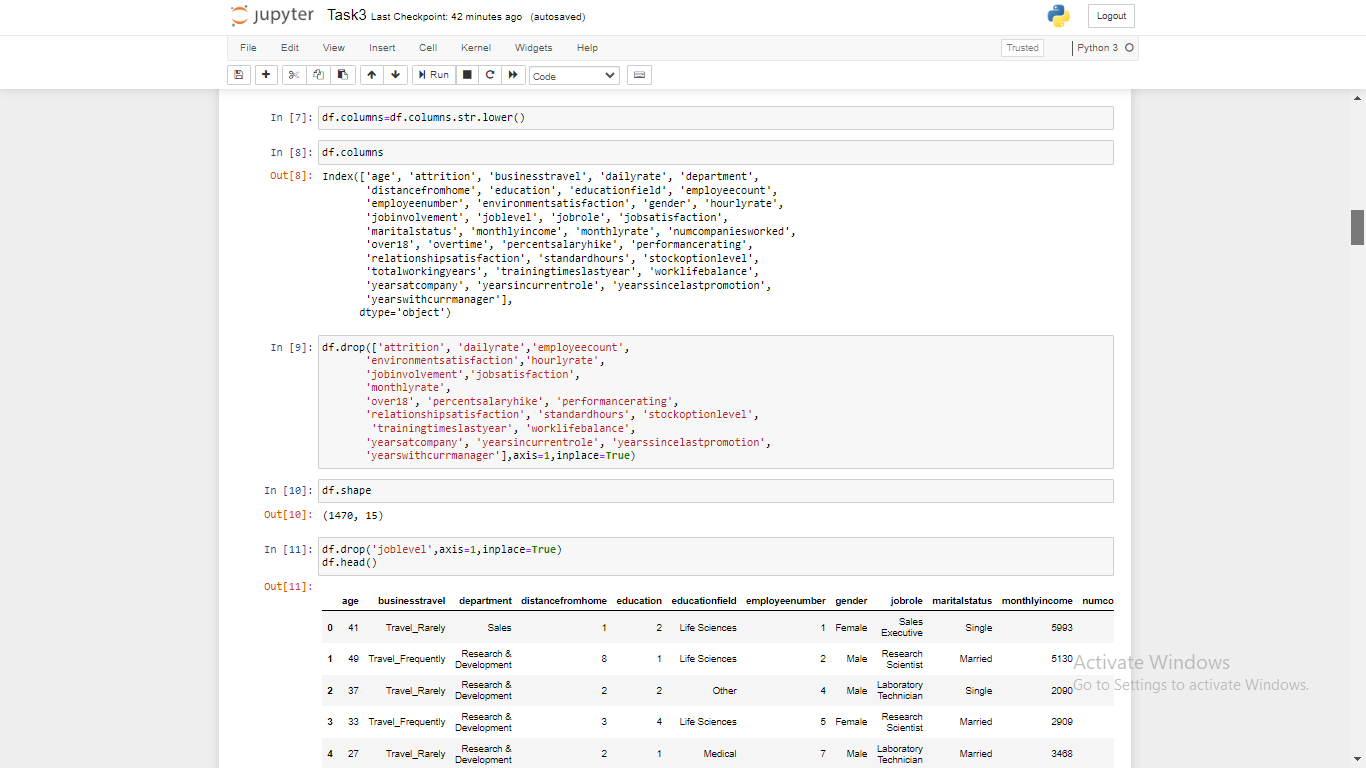 jupyter Task3 Last Checkpoint: 42 minutes ago (autosaved)
Logout
File Edit View Insert Cell Kernel Widgets Help
Trusted
Python 3
Run
Code
In [7]: df.columns=df.columns.str.lower()
In [8]: df.columns
Out[8]: Index(['age', 'attrition', 'businesstravel', 'dailyrate', 'department',
'distancefromhome', 'education', 'educationfield', 'employeecount',
'employeenumber', 'environmentsatisfaction', 'gender', 'hourlyrate',
'jobinvolvement', 'joblevel', 'jobrole', 'jobsatisfaction',
'maritalstatus', 'monthlyincome', 'monthlyrate', 'numcompaniesworked',
'over18', 'overtime', 'percentsalaryhike', 'performancerating',
'relationshipsatisfaction', 'standardhours', 'stockoptionlevel',
'totalworkingyears', 'trainingtimeslastyear', 'worklifebalance',
'yearsatcompany', 'yearsincurrentrole', 'yearssincelastpromotion',
'yearswithcurrmanager'],
dtype='object')
In [9]: df.drop(['attrition', 'dailyrate','employeecount',
'environmentsatisfaction','hourlyrate',
'jobinvolvement','jobsatisfaction',
'monthlyrate',
'over18', 'percentsalaryhike', 'performancerating',
'relationshipsatisfaction', 'standardhours', 'stockoptionlevel',
'trainingtimeslastyear', 'worklifebalance',
'yearsatcompany', 'yearsincurrentrole', 'yearssincelastpromotion',
'yearswithcurrmanager'],axis=1,inplace=True)
In [10]: df.shape
Out[10]: (1470, 15)
In [11]: df.drop('joblevel',axis=1,inplace=True)
df.head()
Out[11]:
age businesstravel department distancefromhome education educationfield employeenumber gender jobrole maritalstatus monthlyincome numco
0 41 Travel_Rarely Sales 1 2 Life Sciences 1 Female Sales Executive Single 5993
1 49 Travel_Frequently Research & Development 8 1 Life Sciences 2 Male Research Scientist Married 5130
2 37 Travel_Rarely Research & Development 2 2 Other 4 Male Laboratory Technician Single 2090
3 33 Travel_Frequently Research & Development 3 4 Life Sciences 5 Female Research Scientist Married 2909
4 27 Travel_Rarely Research & Development 2 1 Medical 7 Male Laboratory Technician Married 3468
Activate Windows
Go to Settings to activate Windows.